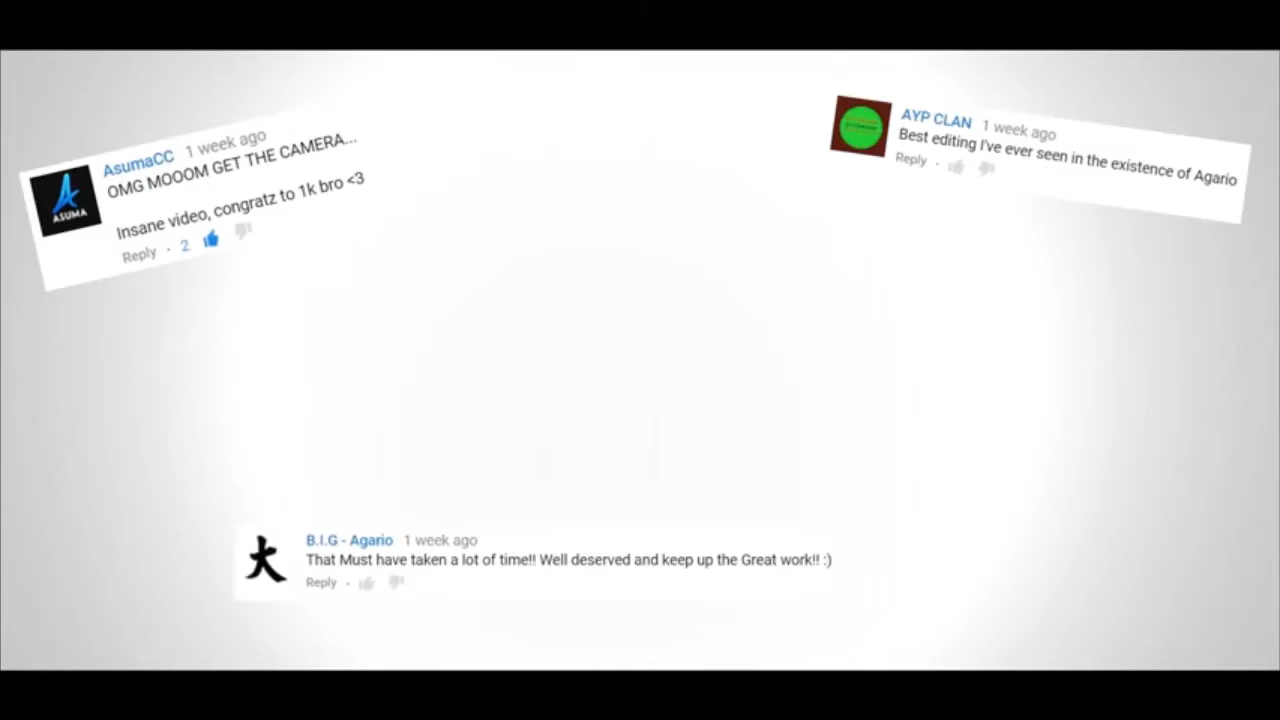 AsumaCC 1 week ago
OMG MOOOM GET THE CAMERA...
Insane video, congratz to 1k bro <3
Reply · 2
ASUMA
AYP CLAN 1 week ago
Best editing I've ever seen in the existence of Agario
Reply ·
B.I.G - Agario 1 week ago
That Must have taken a lot of time!! Well deserved and keep up the Great work!! :)
Reply ·
大